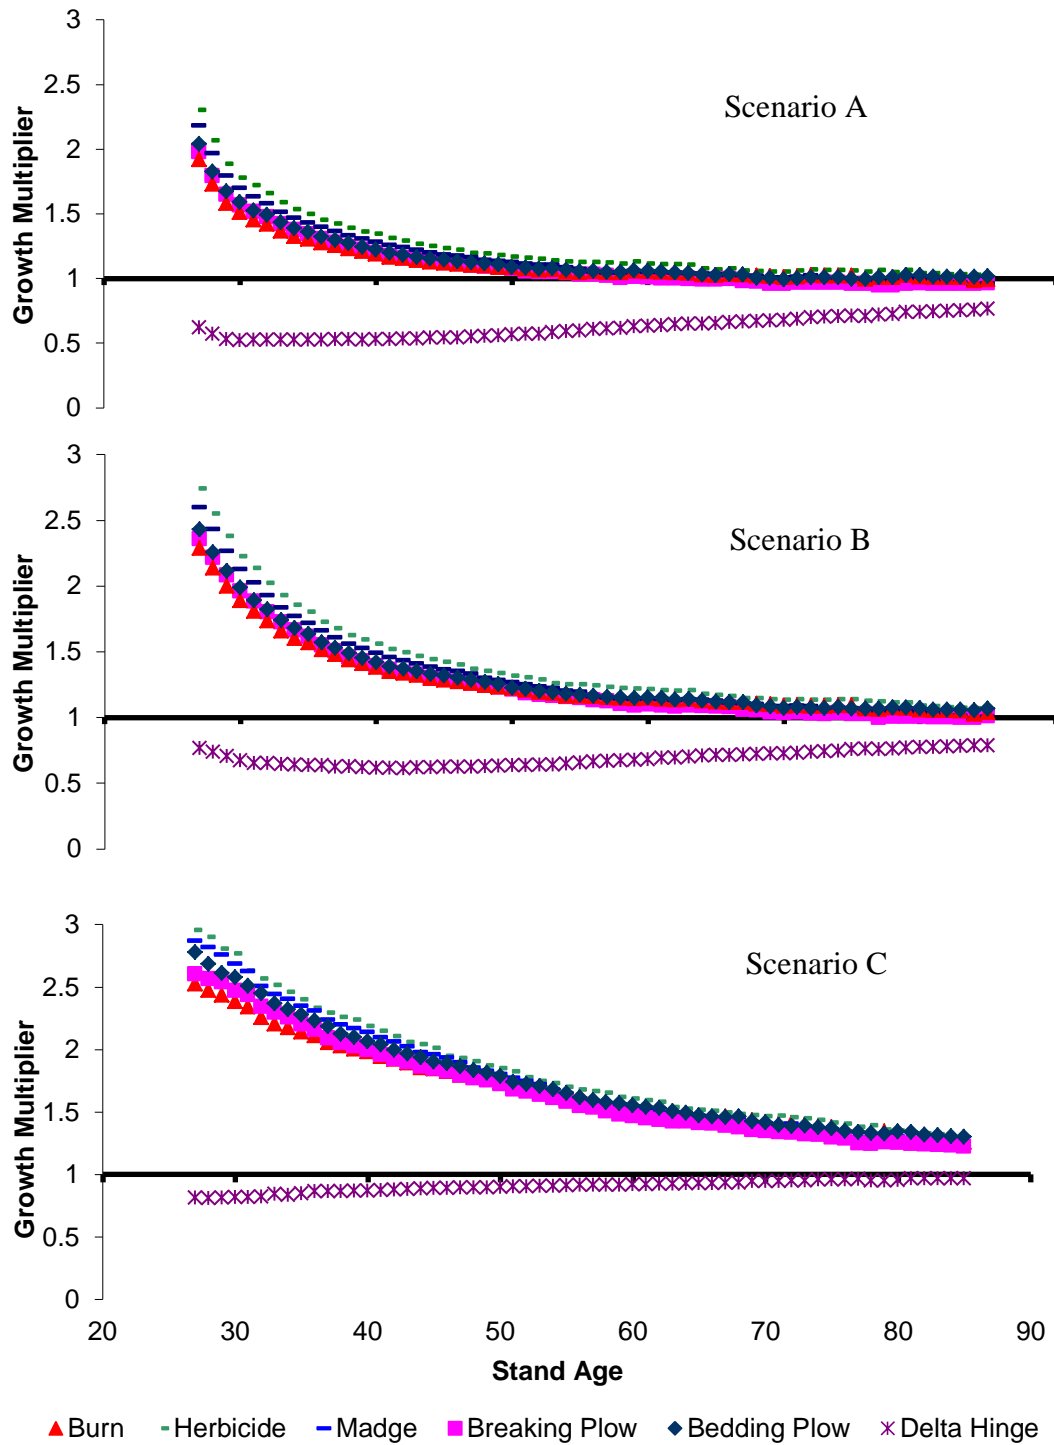 3
2.5
Scenario A
2
1.5
1
0.5
0
Growth Multiplier
3
2.5
Scenario B
2
1.5
1
0.5
0
Growth Multiplier
3
2.5
Scenario C
2
1.5
1
0.5
0
Growth Multiplier
20 30 40 50 60 70 80 90
Stand Age
Burn Herbicide Madge Breaking Plow Bedding Plow Delta Hinge